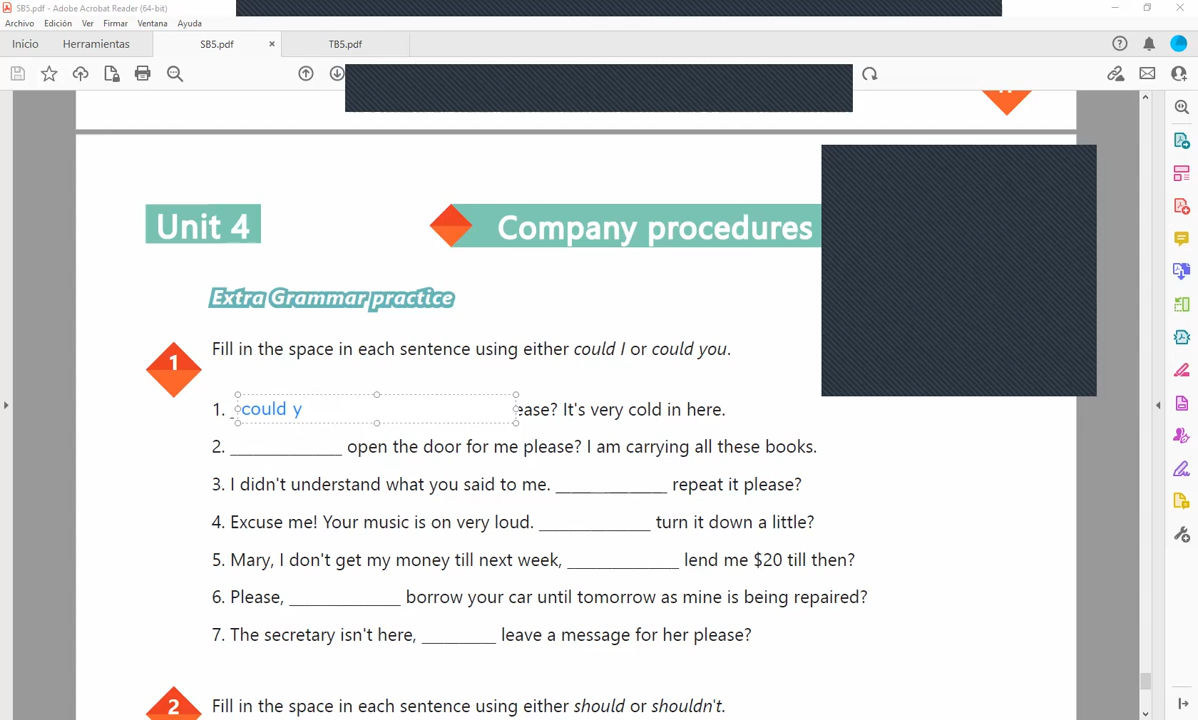 SB5.pdf - Adobe Acrobat Reader (64-bit)
Archivo Edición Ver Firmar Ventana Ayuda
Inicio Herramientas SB5.pdf × TB5.pdf
Unit 4 Company procedures
Extra Grammar practice
1 Fill in the space in each sentence using either could I or could you.
1. _could y ease? It's very cold in here.
2. ____________ open the door for me please? I am carrying all these books.
3. I didn't understand what you said to me. ____________ repeat it please?
4. Excuse me! Your music is on very loud. ____________ turn it down a little?
5. Mary, I don't get my money till next week, ____________ lend me $20 till then?
6. Please, ____________ borrow your car until tomorrow as mine is being repaired?
7. The secretary isn't here, ________ leave a message for her please?
2 Fill in the space in each sentence using either should or shouldn't.